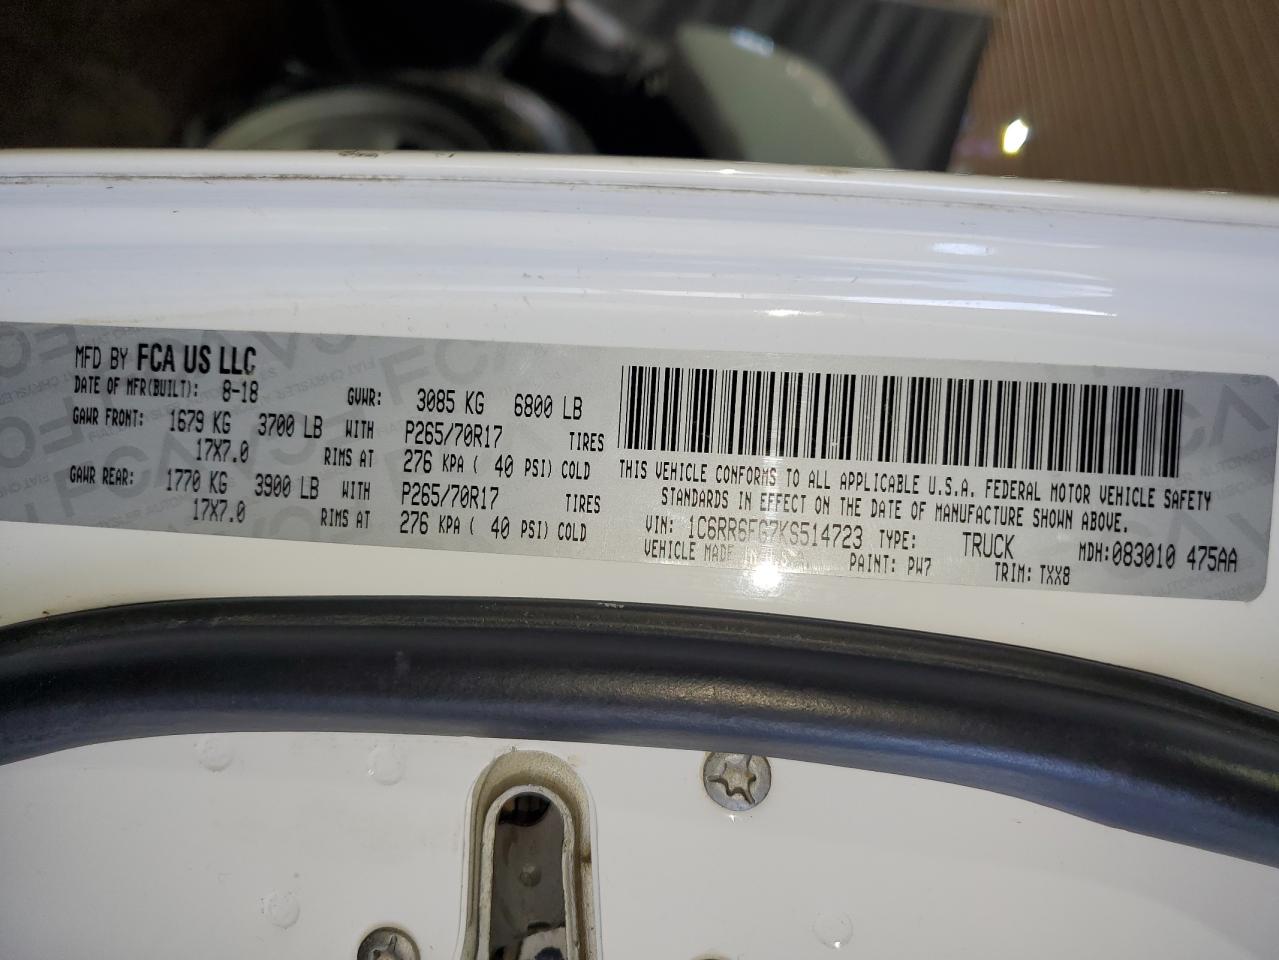 MFD BY FCA US LLC
DATE OF MFR(BUILT): 8-18 GVWR: 3085 KG 6800 LB
GAWR FRONT: 1679 KG 3700 LB WITH P265/70R17 TIRES
17X7.0 RIMS AT 276 KPA ( 40 PSI) COLD
GAWR REAR: 1770 KG 3900 LB WITH P265/70R17 TIRES
17X7.0 RIMS AT 276 KPA ( 40 PSI) COLD
THIS VEHICLE CONFORMS TO ALL APPLICABLE U.S.A. FEDERAL MOTOR VEHICLE SAFETY
STANDARDS IN EFFECT ON THE DATE OF MANUFACTURE SHOWN ABOVE.
VIN: 1C6RR6FG7KS514723 TYPE: TRUCK MDH:083010 475AA
VEHICLE MADE PAINT: PW7 TRIM: TXX8